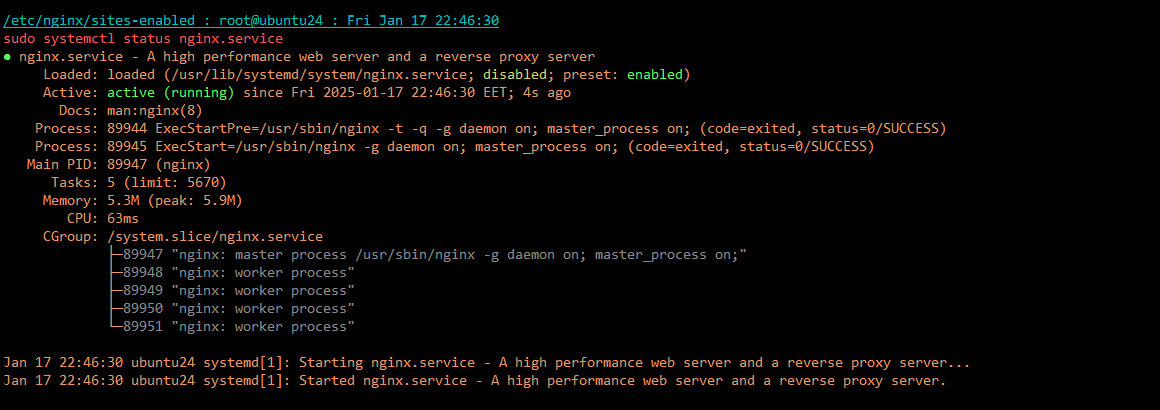 /etc/nginx/sites-enabled : root@ubuntu24 : Fri Jan 17 22:46:30
sudo systemctl status nginx.service
● nginx.service - A high performance web server and a reverse proxy server
     Loaded: loaded (/usr/lib/systemd/system/nginx.service; disabled; preset: enabled)
     Active: active (running) since Fri 2025-01-17 22:46:30 EET; 4s ago
       Docs: man:nginx(8)
    Process: 89944 ExecStartPre=/usr/sbin/nginx -t -q -g daemon on; master_process on; (code=exited, status=0/SUCCESS)
    Process: 89945 ExecStart=/usr/sbin/nginx -g daemon on; master_process on; (code=exited, status=0/SUCCESS)
   Main PID: 89947 (nginx)
      Tasks: 5 (limit: 5670)
     Memory: 5.3M (peak: 5.9M)
        CPU: 63ms
     CGroup: /system.slice/nginx.service
             ├─89947 "nginx: master process /usr/sbin/nginx -g daemon on; master_process on;"
             ├─89948 "nginx: worker process"
             ├─89949 "nginx: worker process"
             ├─89950 "nginx: worker process"
             └─89951 "nginx: worker process"

Jan 17 22:46:30 ubuntu24 systemd[1]: Starting nginx.service - A high performance web server and a reverse proxy server...
Jan 17 22:46:30 ubuntu24 systemd[1]: Started nginx.service - A high performance web server and a reverse proxy server.